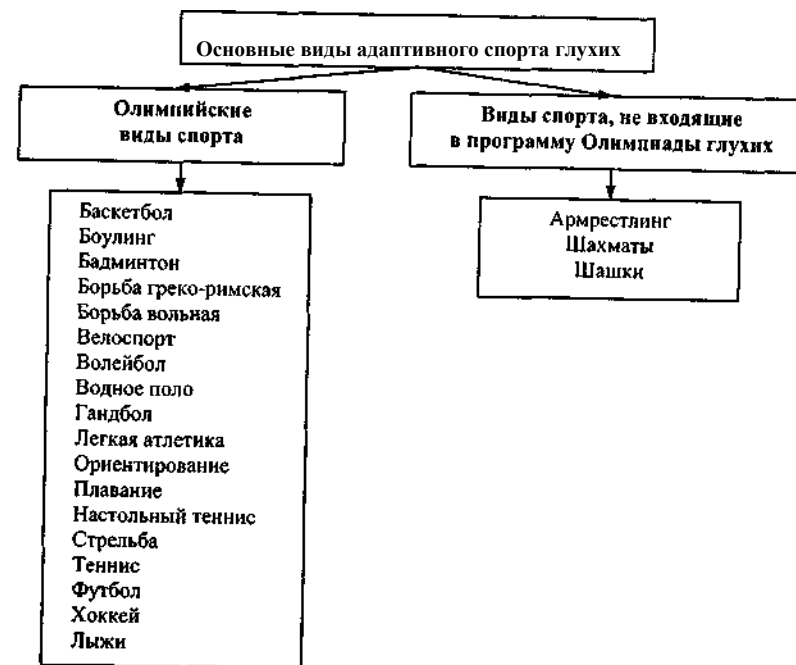 Основные виды адаптивного спорта глухих
Олимпийские
виды спорта
Виды спорта, не входящие
в программу Олимпиады глухих
Баскетбол
Боулинг
Бадминтон
Борьба греко-римская
Борьба вольная
Велоспорт
Волейбол
Водное поло
Гандбол
Легкая атлетика
Ориентирование
Плавание
Настольный теннис
Стрельба
Теннис
Футбол
Хоккей
Лыжи
Армрестлинг
Шахматы
Шашки